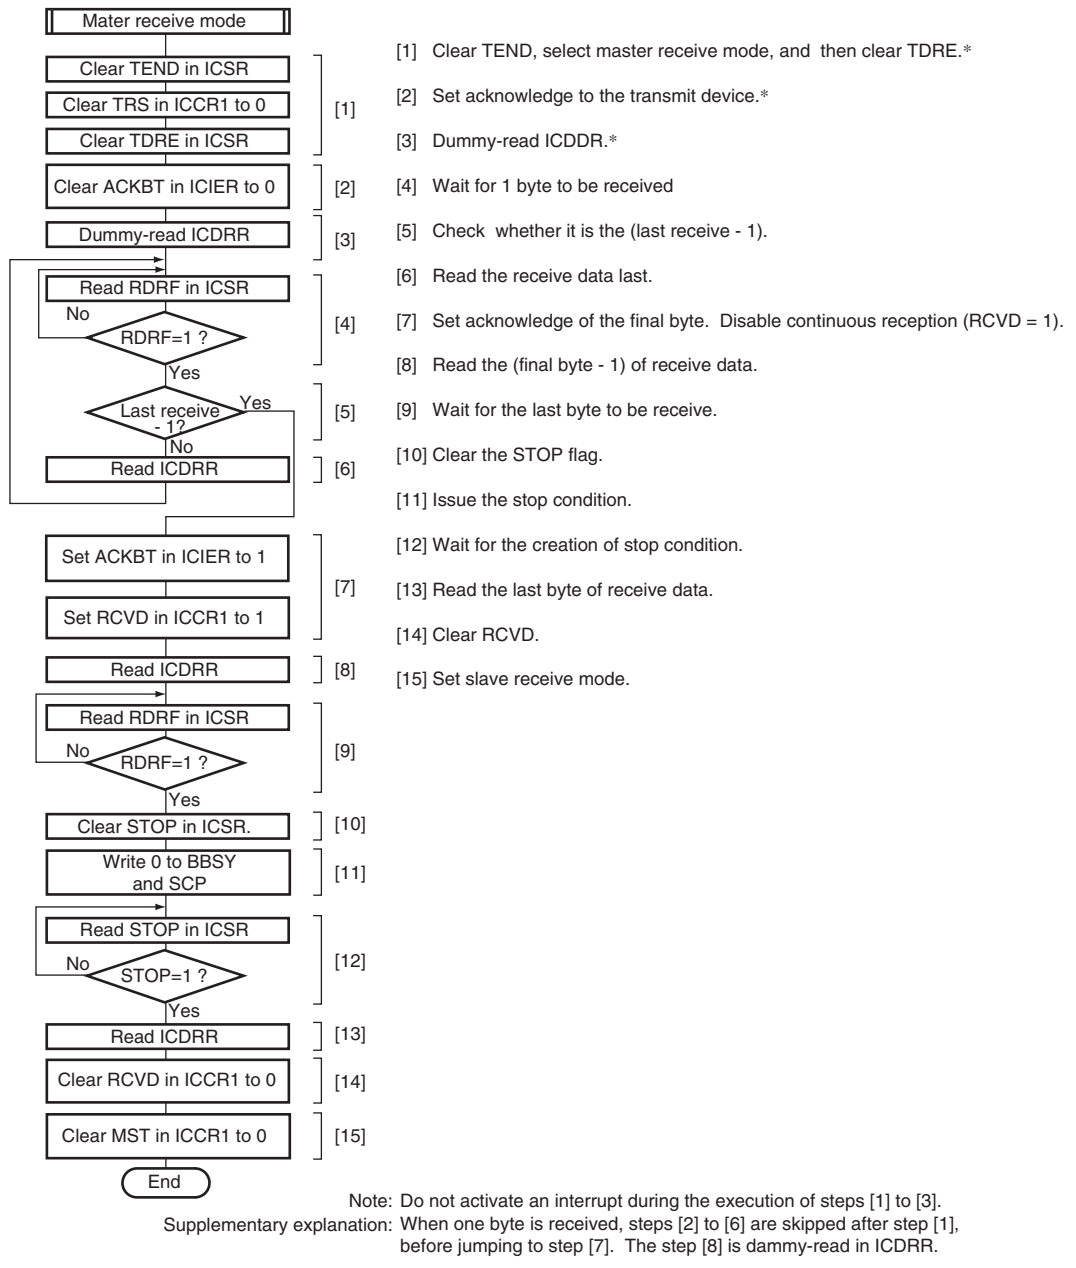 Mater receive mode
Clear TEND in ICSR
Clear TRS in ICCR1 to 0
Clear TDRE in ICSR
[1]
Clear ACKBT in ICIER to 0
[2]
Dummy-read ICDRR
[3]
Read RDRF in ICSR
No
RDRF=1 ?
[4]
Yes
Last receive
- 1?
Yes
[5]
No
Read ICDRR
[6]
Set ACKBT in ICIER to 1
[7]
Set RCVD in ICCR1 to 1
Read ICDRR
[8]
Read RDRF in ICSR
No
RDRF=1 ?
[9]
Yes
Clear STOP in ICSR.
[10]
Write 0 to BBSY
and SCP
[11]
Read STOP in ICSR
No
STOP=1 ?
[12]
Yes
Read ICDRR
[13]
Clear RCVD in ICCR1 to 0
[14]
Clear MST in ICCR1 to 0
[15]
End
[1] Clear TEND, select master receive mode, and then clear TDRE.*
[2] Set acknowledge to the transmit device.*
[3] Dummy-read ICDDR.*
[4] Wait for 1 byte to be received
[5] Check whether it is the (last receive - 1).
[6] Read the receive data last.
[7] Set acknowledge of the final byte. Disable continuous reception (RCVD = 1).
[8] Read the (final byte - 1) of receive data.
[9] Wait for the last byte to be receive.
[10] Clear the STOP flag.
[11] Issue the stop condition.
[12] Wait for the creation of stop condition.
[13] Read the last byte of receive data.
[14] Clear RCVD.
[15] Set slave receive mode.
Note: Do not activate an interrupt during the execution of steps [1] to [3].
Supplementary explanation: When one byte is received, steps [2] to [6] are skipped after step [1],
before jumping to step [7]. The step [8] is dammy-read in ICDRR.